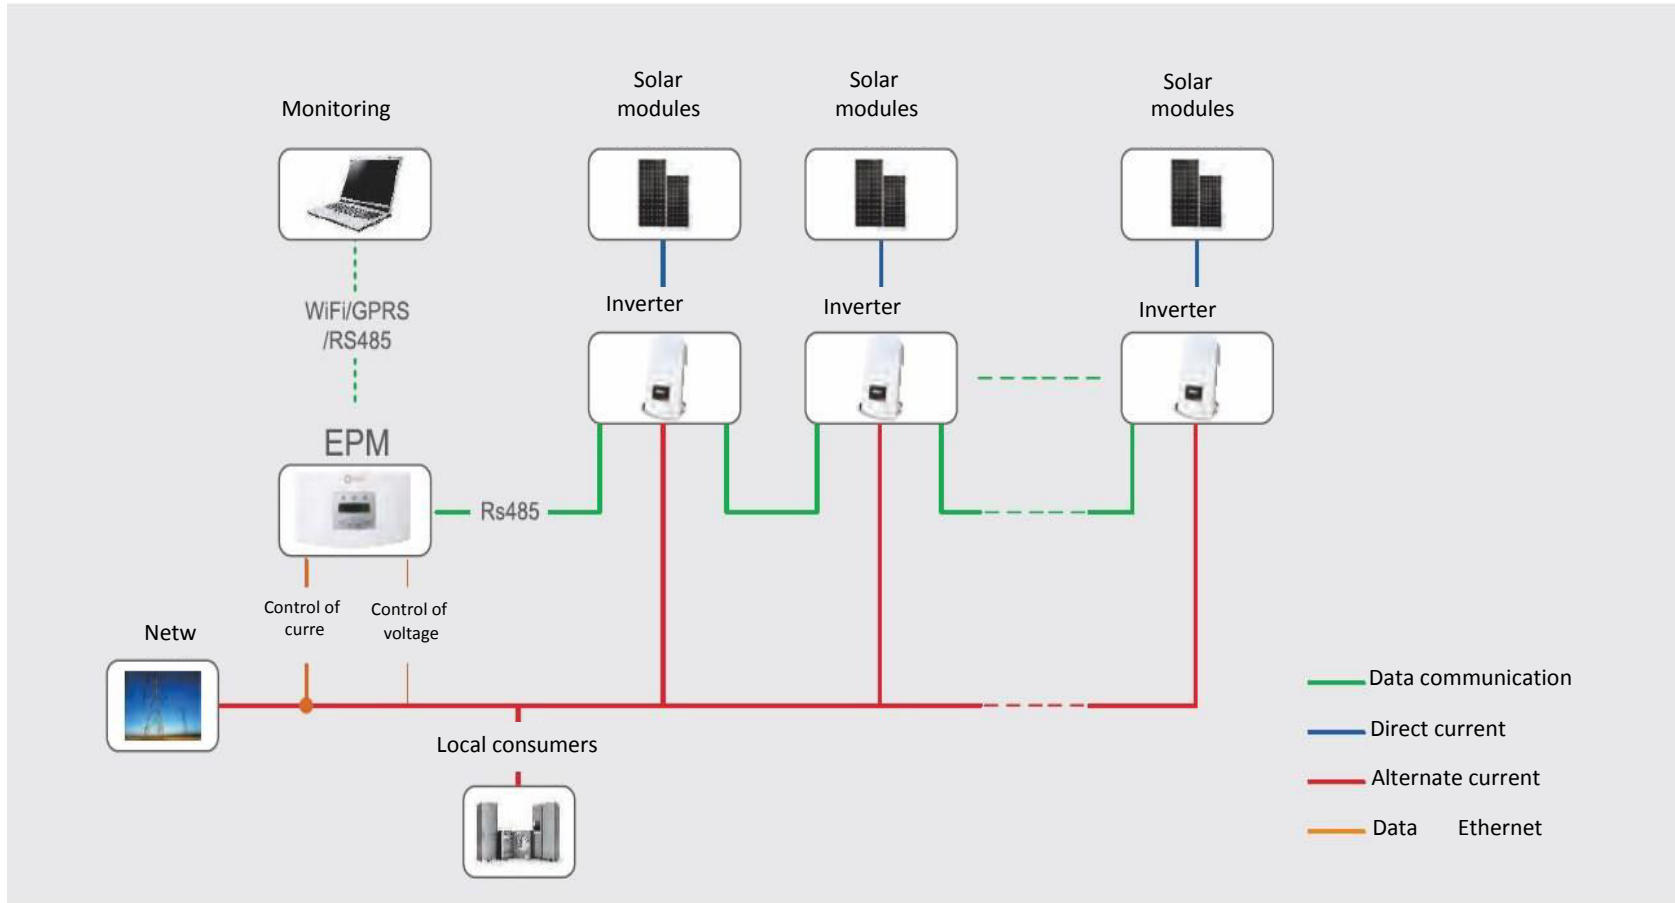 Solar
modules
Solar
modules
Solar
modules
Monitoring
WiFi/GPRS
/RS485
Inverter
Inverter
Inverter
EPM
Rs485
Control of
curre
Control of
voltage
Netw
Local consumers
Data communication
Direct current
Alternate current
Data Ethernet